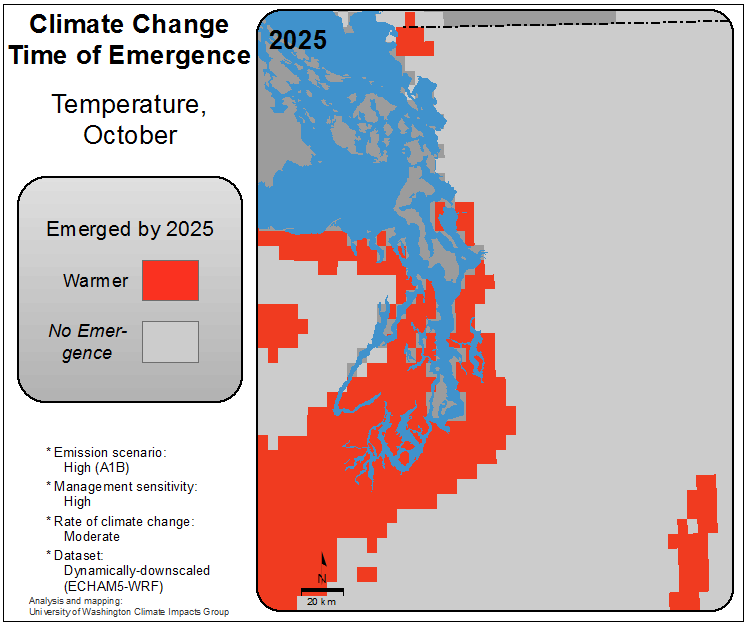 Climate Change
Time of Emergence
Temperature,
October
Emerged by 2025
Warmer
No Emer-
gence
* Emission scenario:
High (A1B)
* Management sensitivity:
High
* Rate of climate change:
Moderate
* Dataset:
Dynamically-downscaled
(ECHAM5-WRF)
Analysis and mapping:
University of Washington Climate Impacts Group
2025
N
20 km